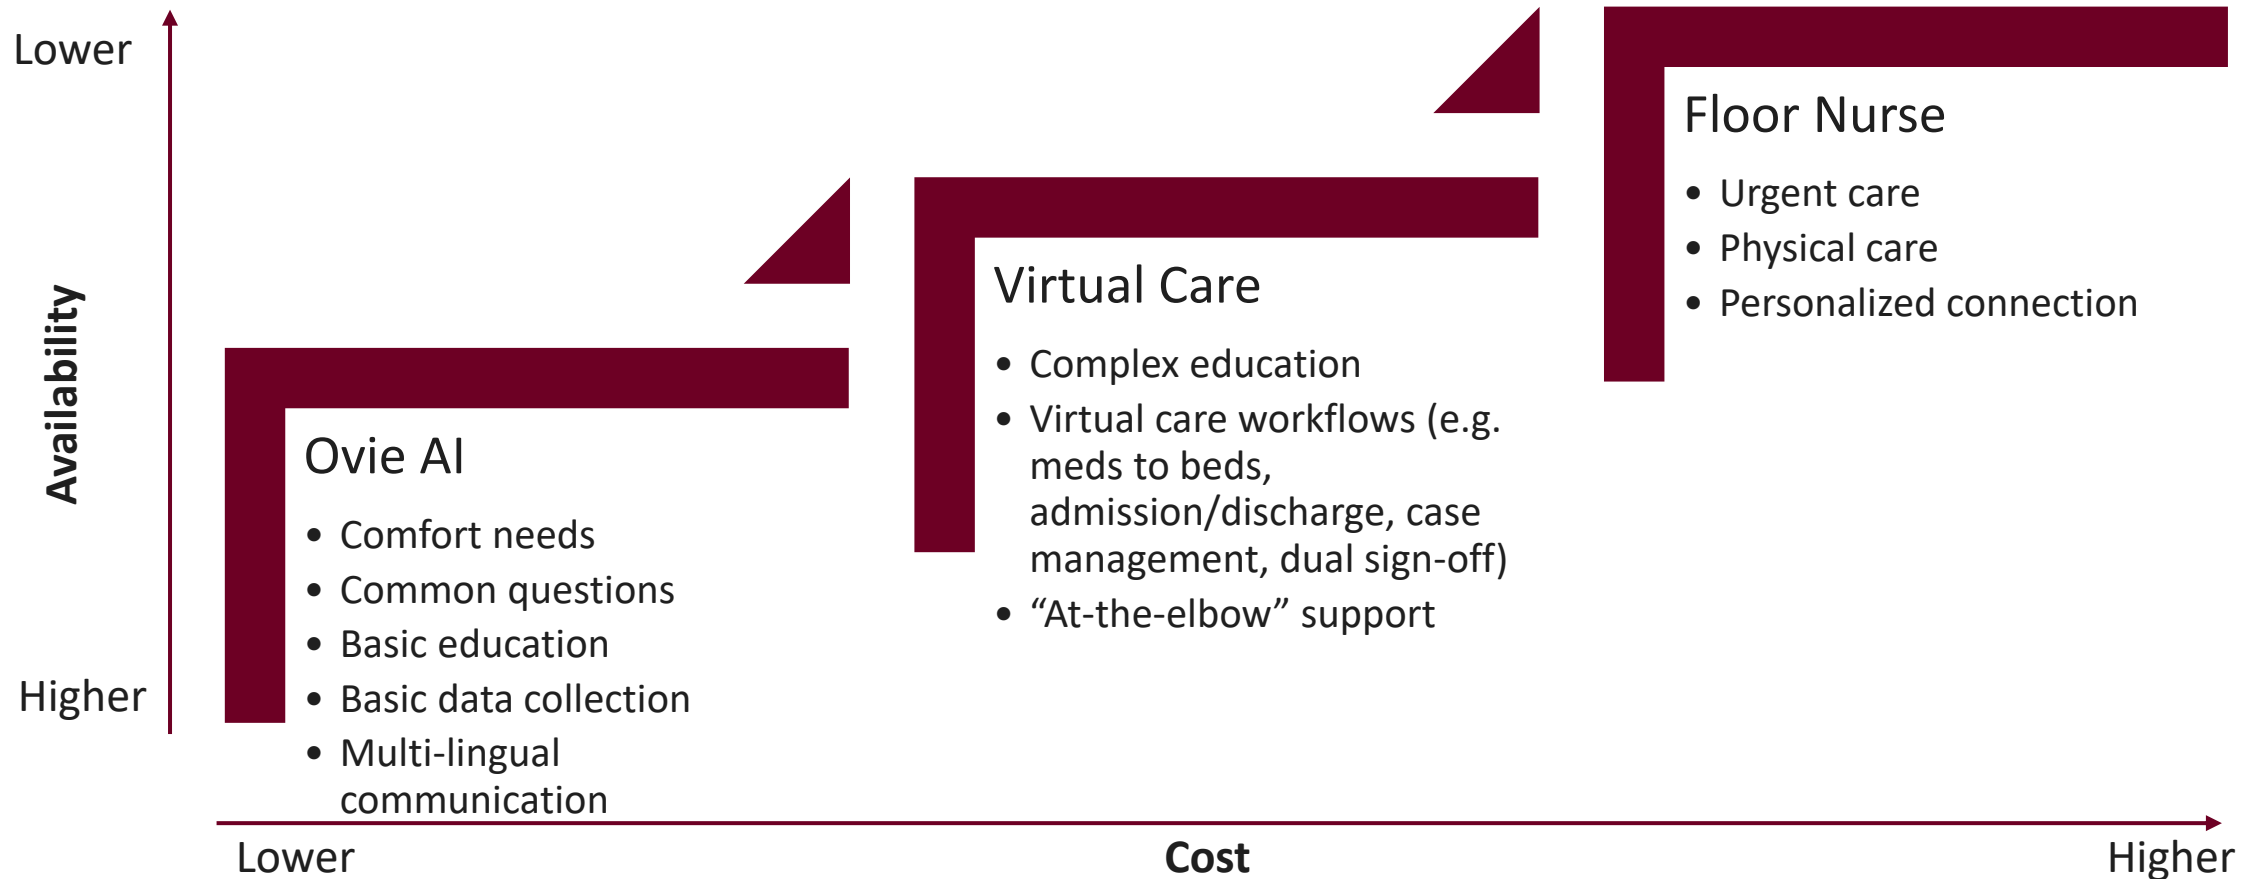 Lower
Availability
Higher
Ovie AI
• Comfort needs
• Common questions
• Basic education
• Basic data collection
• Multi-lingual
communication
Virtual Care
• Complex education
• Virtual care workflows (e.g.
meds to beds,
admission/discharge, case
management, dual sign-off)
• “At-the-elbow” support
Floor Nurse
• Urgent care
• Physical care
• Personalized connection
Lower
Cost
Higher